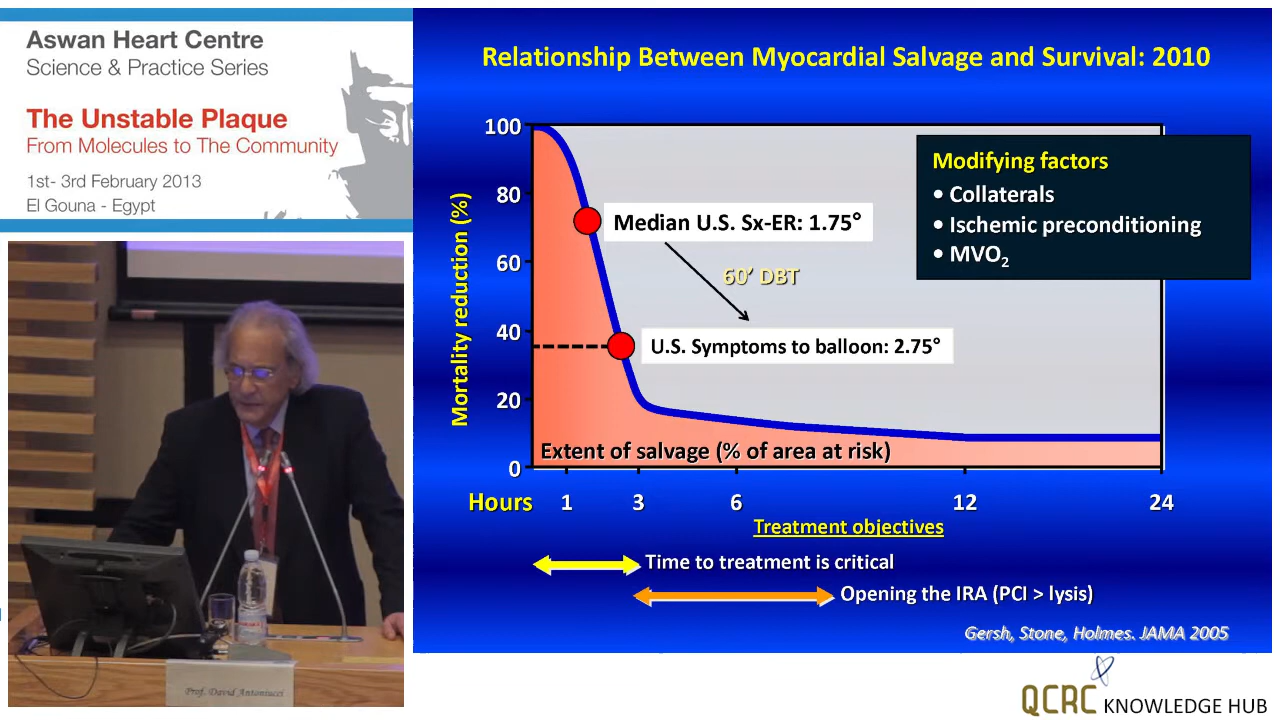 Aswan Heart Centre
Science & Practice Series
The Unstable Plaque
From Molecules to The Community
1st- 3rd February 2013
El Gouna - Egypt
Prof. David Antoniucci
Relationship Between Myocardial Salvage and Survival: 2010
Mortality reduction (%)
100
80
60
40
20
0
Modifying factors
• Collaterals
• Ischemic preconditioning
• MVO₂
Median U.S. Sx-ER: 1.75°
60’ DBT
U.S. Symptoms to balloon: 2.75°
Extent of salvage (% of area at risk)
Hours 1 3 6 12 24
Treatment objectives
Time to treatment is critical
Opening the IRA (PCI > lysis)
Gersh, Stone, Holmes. JAMA 2005
QCRC KNOWLEDGE HUB